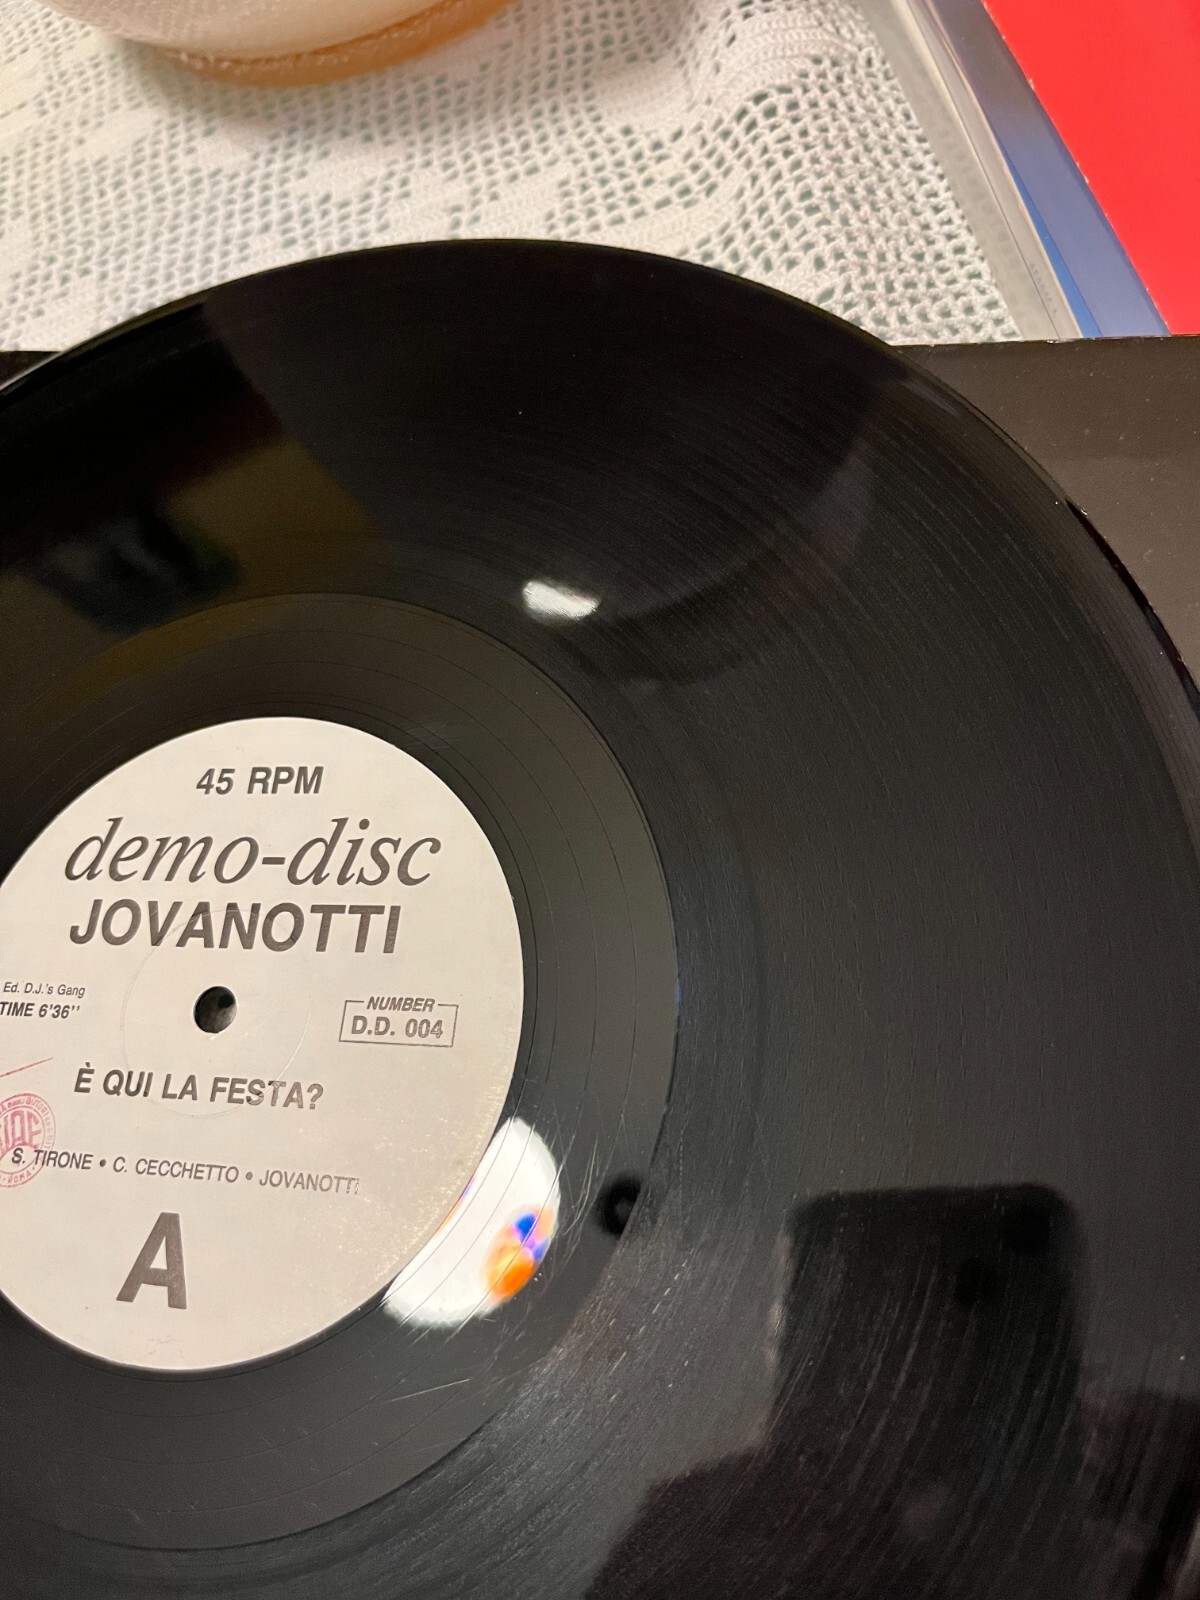 45 RPM
demo-disc
JOVANOTTI
Ed. D.J.'s Gang
TIME 6'36''
NUMBER
D.D. 004
È QUI LA FESTA?
S. TIRONE • C. CECCHETTO • JOVANOTTI
A